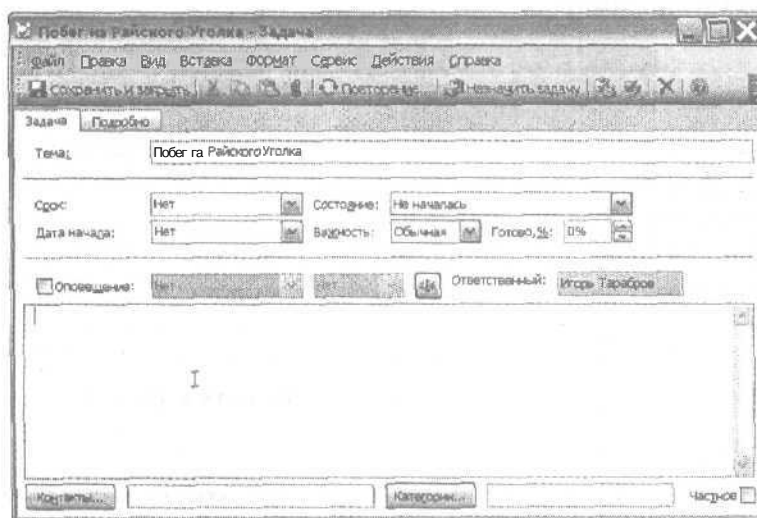 Побег из Райского Уголка - Задача
Файл Правка Вид Вставка Формат Сервис Действия Справка
Сохранить и закрыть Повторение... Назначить задачу
Задача Подробно
Тема: Побег га Райского Уголка
Срок: Нет Состояние: Не началась
Дата начала: Нет Важность: Обычная Готово, %: 0%
Оповещение: Нет Нет Ответственный: Игорь Тарабров
Контакты... Категории... Частное